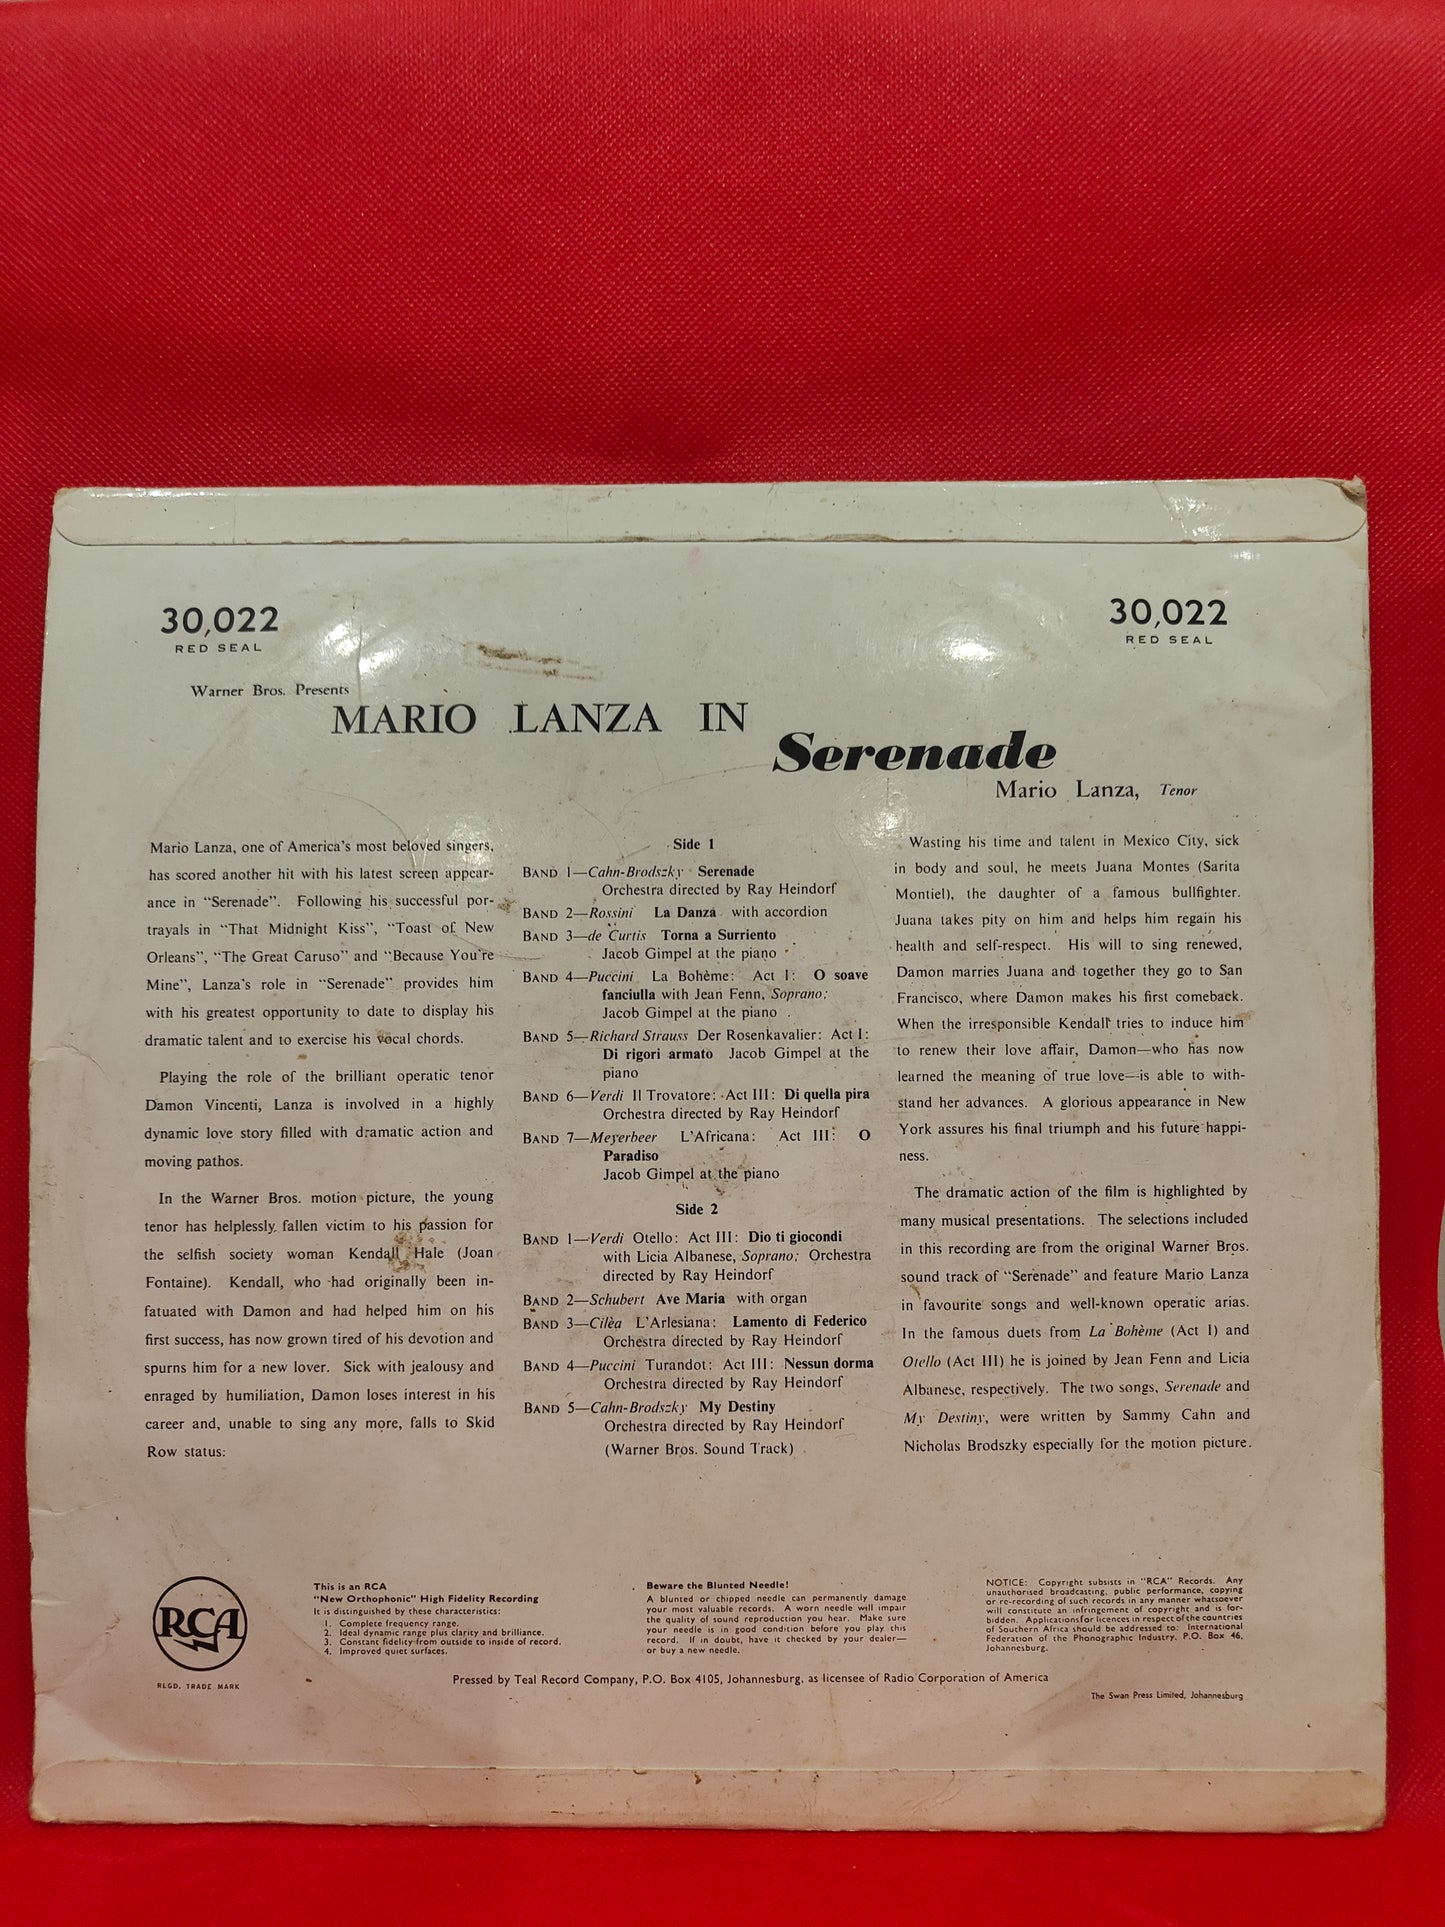 30,022
RED SEAL
30,022
RED SEAL
Warner Bros. Presents
MARIO LANZA IN
Serenade
Mario Lanza, Tenor
Mario Lanza, one of America's most beloved singers,
has scored another hit with his latest screen appear-
ance in "Serenade". Following his successful por-
trayals in "That Midnight Kiss", "Toast of New
Orleans", "The Great Caruso" and "Because You're
Mine", Lanza's role in "Serenade" provides him
with his greatest opportunity to date to display his
dramatic talent and to exercise his vocal chords.
Playing the role of the brilliant operatic tenor
Damon Vincenti, Lanza is involved in a highly
dynamic love story filled with dramatic action and
moving pathos.
In the Warner Bros. motion picture, the young
tenor has helplessly fallen victim to his passion for
the selfish society woman Kendall Hale (Joan
Fontaine). Kendall, who had originally been in-
fatuated with Damon and had helped him on his
first success, has now grown tired of his devotion and
spurns him for a new lover. Sick with jealousy and
enraged by humiliation, Damon loses interest in his
career and, unable to sing any more, falls to Skid
Row status:
Side 1
BAND 1—Cahn-Brodszky Serenade
Orchestra directed by Ray Heindorf
BAND 2—Rossini La Danza with accordion
BAND 3—de Curtis Torna a Surriento
Jacob Gimpel at the piano
BAND 4—Puccini La Bohème: Act I: O soave
fanciulla with Jean Fenn, Soprano;
Jacob Gimpel at the piano
BAND 5—Richard Strauss Der Rosenkavalier: Act I:
Di rigori armato Jacob Gimpel at the
piano
BAND 6—Verdi Il Trovatore: Act III: Di quella pira
Orchestra directed by Ray Heindorf
BAND 7—Meyerbeer L'Africana: Act III: O
Paradiso
Jacob Gimpel at the piano
Side 2
BAND 1—Verdi Otello: Act III: Dio ti giocondi
with Licia Albanese, Soprano; Orchestra
directed by Ray Heindorf
BAND 2—Schubert Ave Maria with organ
BAND 3—Cilèa L'Arlesiana: Lamento di Federico
Orchestra directed by Ray Heindorf
BAND 4—Puccini Turandot: Act III: Nessun dorma
Orchestra directed by Ray Heindorf
BAND 5—Cahn-Brodszky My Destiny
Orchestra directed by Ray Heindorf
(Warner Bros. Sound Track)
Wasting his time and talent in Mexico City, sick
in body and soul, he meets Juana Montes (Sarita
Montiel), the daughter of a famous bullfighter.
Juana takes pity on him and helps him regain his
health and self-respect. His will to sing renewed,
Damon marries Juana and together they go to San
Francisco, where Damon makes his first comeback.
When the irresponsible Kendall tries to induce him
to renew their love affair, Damon—who has now
learned the meaning of true love—is able to with-
stand her advances. A glorious appearance in New
York assures his final triumph and his future happi-
ness.
The dramatic action of the film is highlighted by
many musical presentations. The selections included
in this recording are from the original Warner Bros.
sound track of "Serenade" and feature Mario Lanza
in favourite songs and well-known operatic arias.
In the famous duets from La Bohème (Act I) and
Otello (Act III) he is joined by Jean Fenn and Licia
Albanese, respectively. The two songs, Serenade and
My Destiny, were written by Sammy Cahn and
Nicholas Brodszky especially for the motion picture.
RCA
REGD. TRADE MARK
This is an RCA
"New Orthophonic" High Fidelity Recording
It is distinguished by these characteristics:
1. Complete frequency range.
2. Ideal dynamic range plus clarity and brilliance.
3. Constant fidelity from outside to inside of record.
4. Improved quiet surfaces.
Beware the Blunted Needle!
A blunted or chipped needle can permanently damage
your most valuable records. A worn needle will impair
the quality of sound reproduction you hear. Make sure
your needle is in good condition before you play this
record. If in doubt, have it checked by your dealer—
or buy a new needle.
NOTICE: Copyright subsists in "RCA" Records. Any
unauthorised broadcasting, public performance, copying
or re-recording of such records in any manner whatsoever
will constitute an infringement of copyright and is for-
bidden. Applications for licences in respect of the countries
of Southern Africa should be addressed to: International
Federation of the Phonographic Industry, P.O. Box 46,
Johannesburg.
Pressed by Teal Record Company, P.O. Box 4105, Johannesburg, as licensee of Radio Corporation of America
The Swan Press Limited, Johannesburg